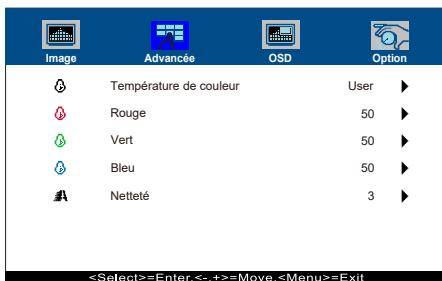 Image Advancée OSD Option
Température de couleur User
Rouge 50
Vert 50
Bleu 50
Netteté 3
<Select>=Enter,<-,+>=Move,<Menu>=Exit